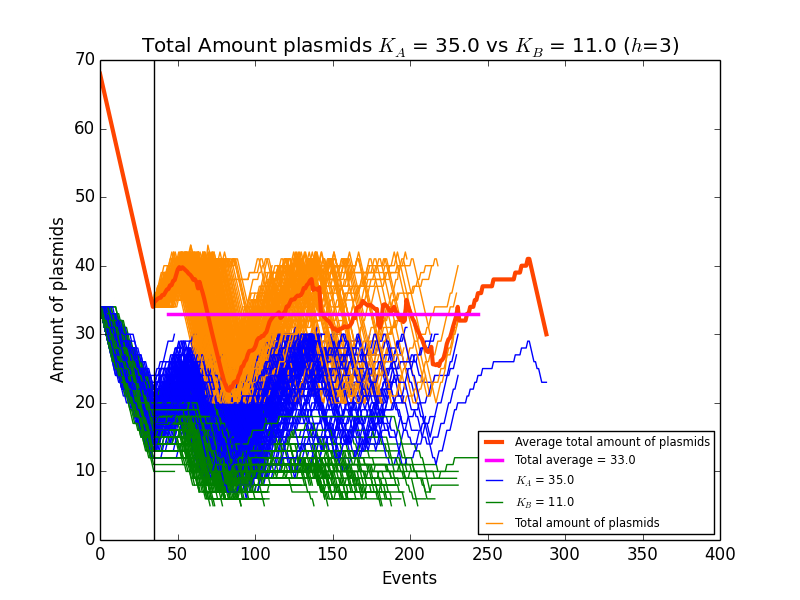 Total Amount plasmids K_A = 35.0 vs K_B = 11.0 (h=3)
70
60
50
40
30
20
10
0
Amount of plasmids
Average total amount of plasmids
Total average = 33.0
K_A = 35.0
K_B = 11.0
Total amount of plasmids
0 50 100 150 200 250 300 350 400
Events